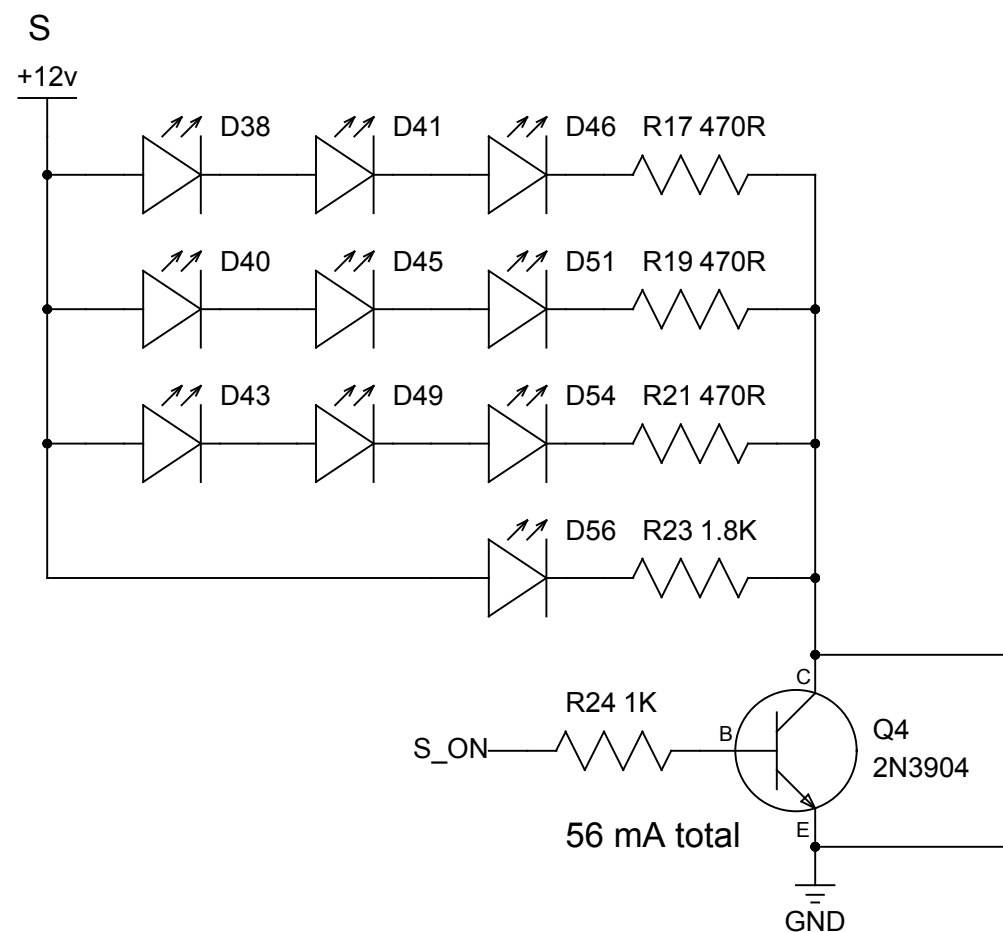 S
+12v
D38 D41 D46 R17 470R
D40 D45 D51 R19 470R
D43 D49 D54 R21 470R
D56 R23 1.8K
C
R24 1K
B
Q4
S_ON
2N3904
56 mA total
E
GND